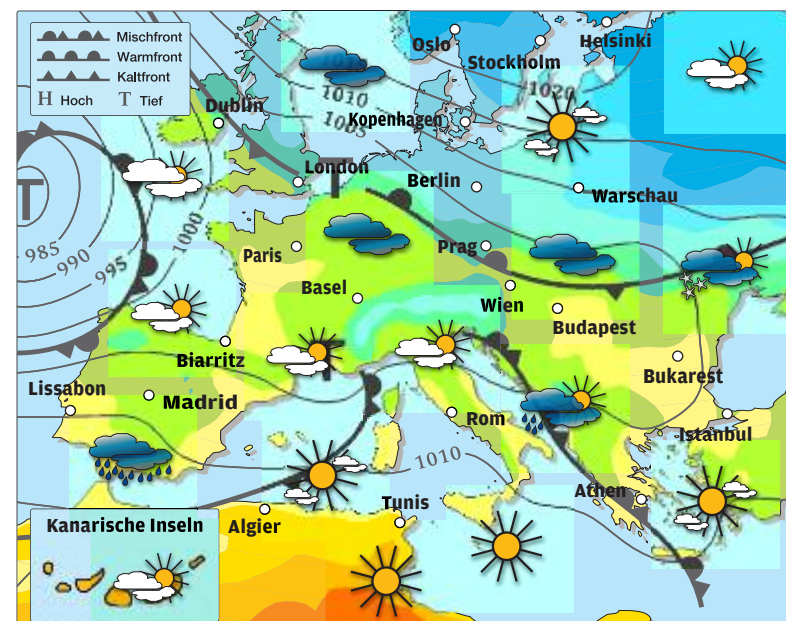 Mischfront
Warmfront
Kaltfront
H Hoch T Tief
Oslo
Stockholm
Helsinki
1015
1010
1005
1020
Dublin
Kopenhagen
London
T
Berlin
Warschau
T
985
990
995
1000
Paris
Prag
Basel
Wien
Budapest
Biarritz
Bukarest
Lissabon
Madrid
T
Rom
Istanbul
1010
Athen
Tunis
Algier
Kanarische Inseln